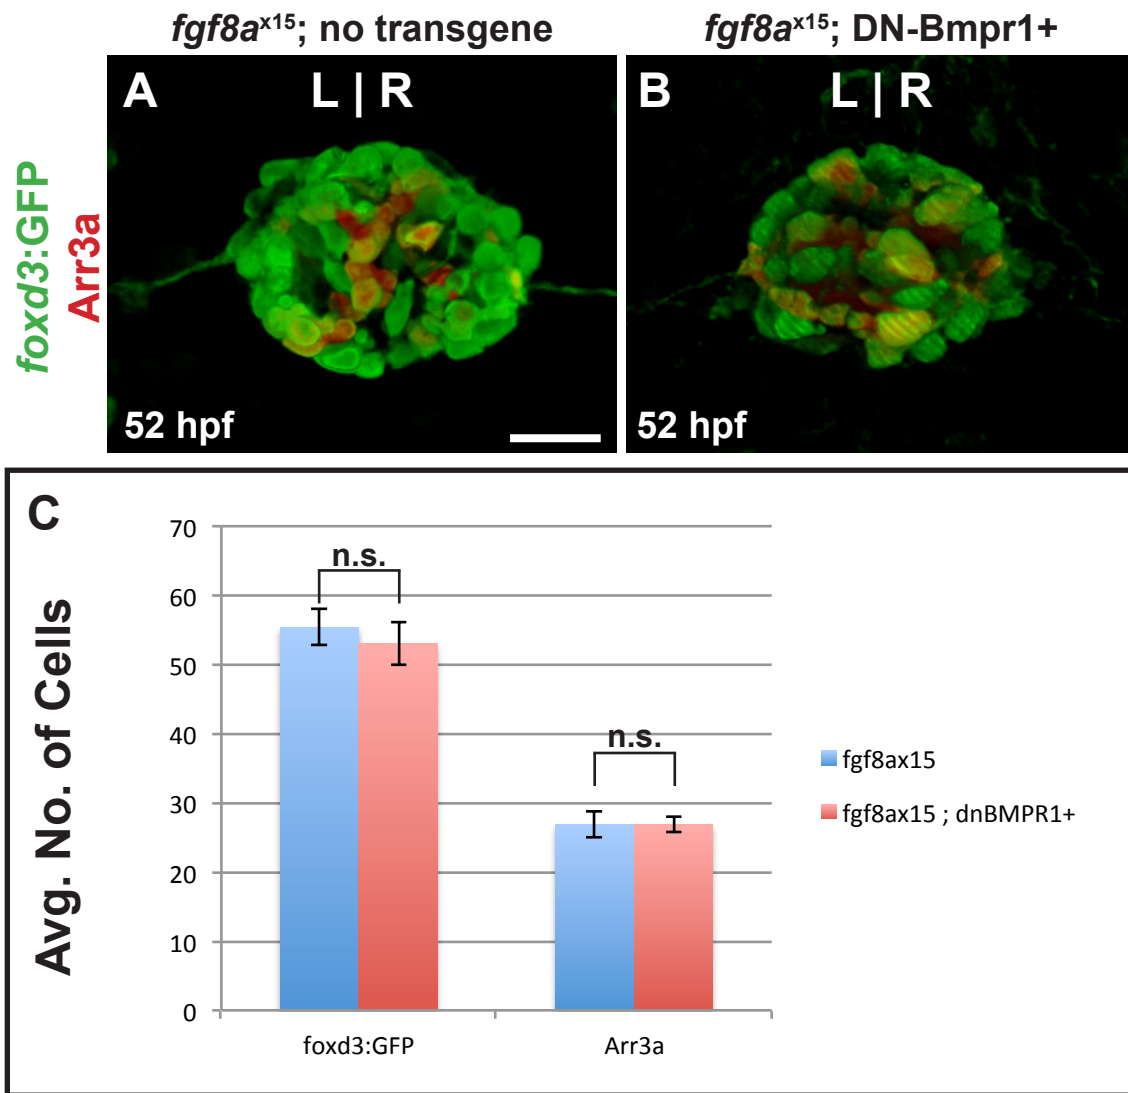 fgf8aˣ¹⁵; no transgene
fgf8aˣ¹⁵; DN-Bmpr1+
foxd3:GFP
Arr3a
A
L | R
52 hpf
B
L | R
52 hpf
C
Avg. No. of Cells
70
60
50
40
30
20
10
0
n.s.
n.s.
foxd3:GFP
Arr3a
fgf8ax15
fgf8ax15 ; dnBMPR1+